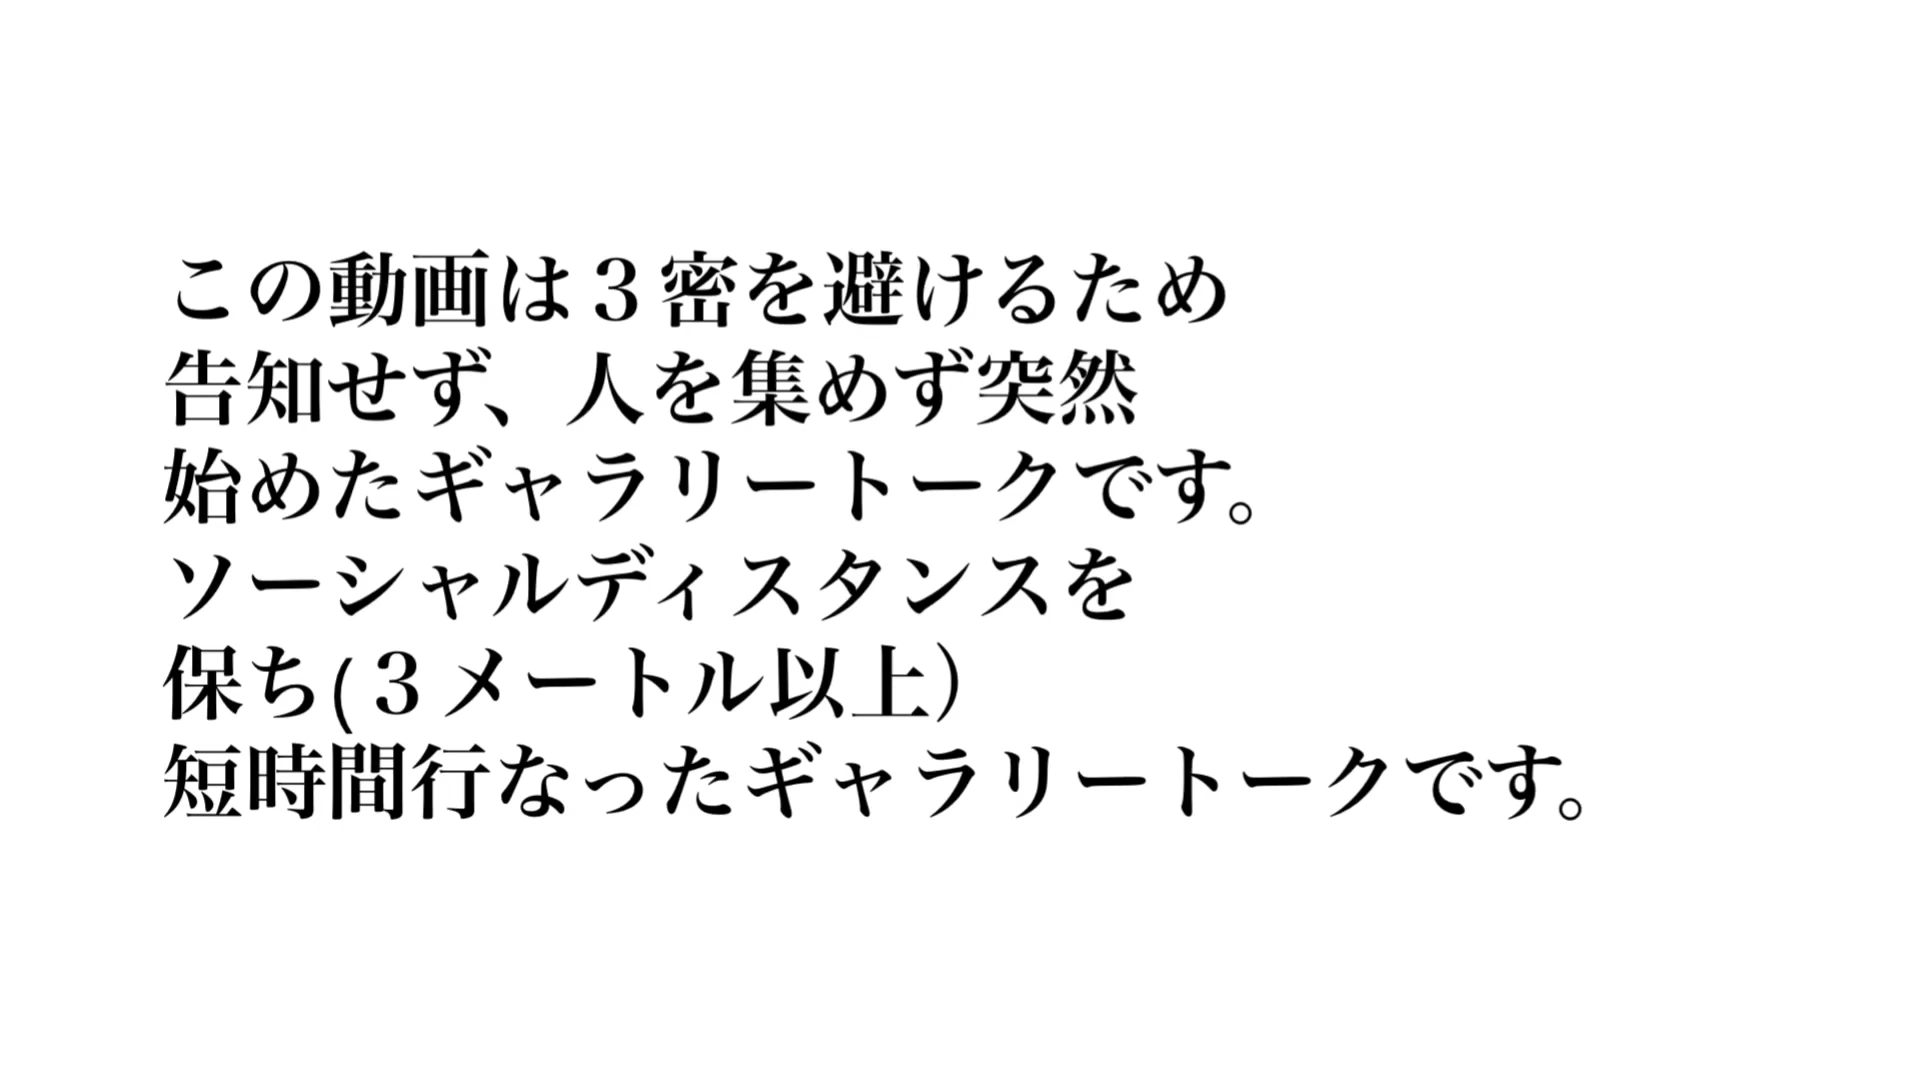 この動画は３密を避けるため
告知せず、人を集めず突然
始めたギャラリートークです。
ソーシャルディスタンスを
保ち(３メートル以上）
短時間行なったギャラリートークです。